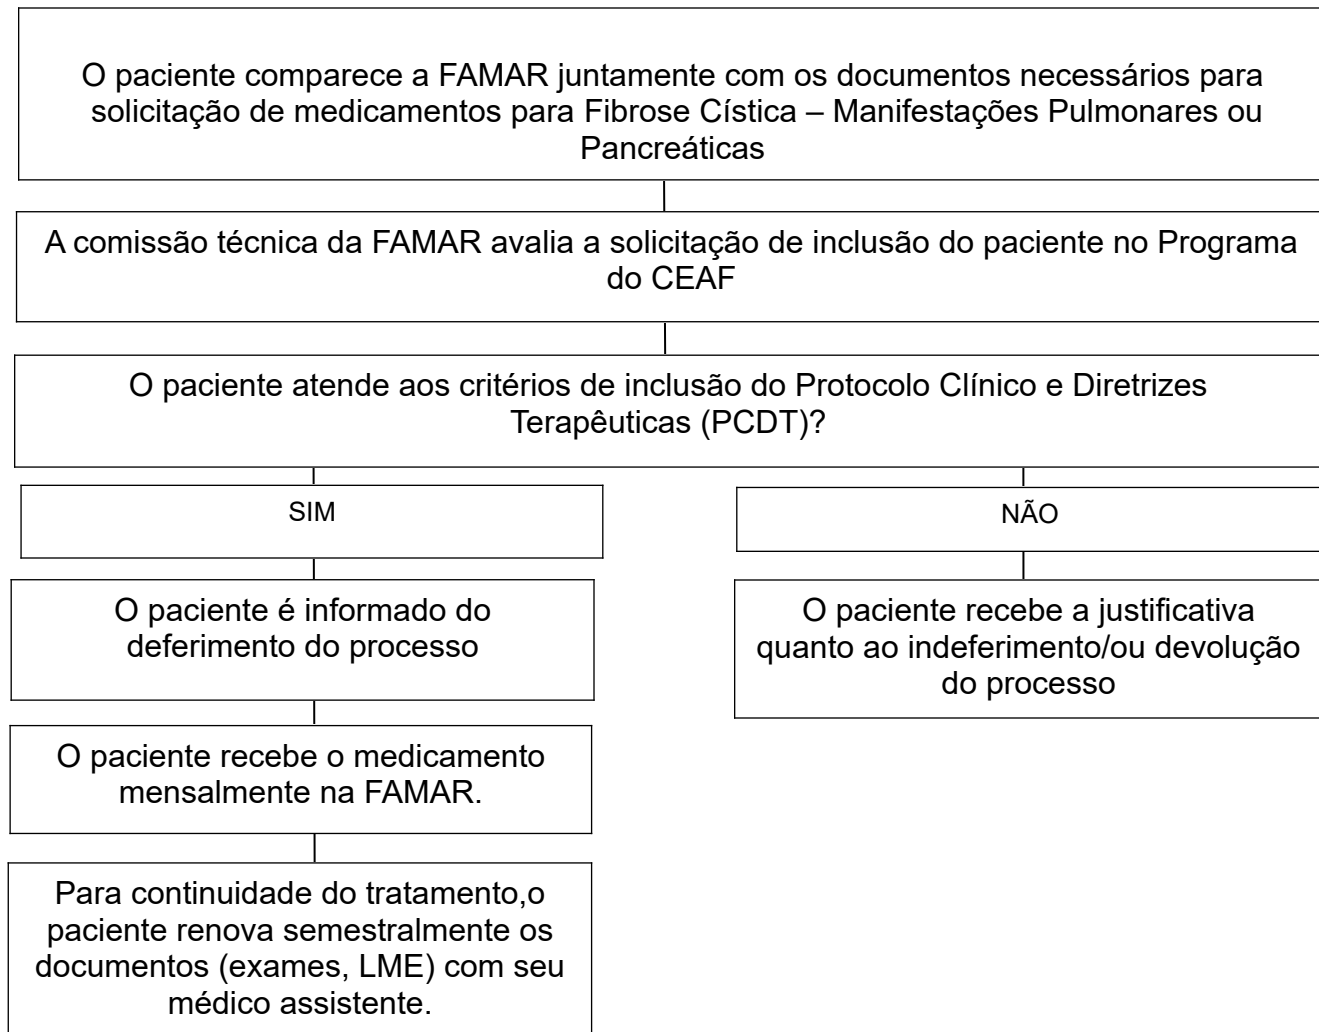 O paciente comparece a FAMAR juntamente com os documentos necessários para
solicitação de medicamentos para Fibrose Cística – Manifestações Pulmonares ou
Pancreáticas
A comissão técnica da FAMAR avalia a solicitação de inclusão do paciente no Programa
do CEAF
O paciente atende aos critérios de inclusão do Protocolo Clínico e Diretrizes
Terapêuticas (PCDT)?
SIM
NÃO
O paciente é informado do
deferimento do processo
O paciente recebe a justificativa
quanto ao indeferimento/ou devolução
do processo
O paciente recebe o medicamento
mensalmente na FAMAR.
Para continuidade do tratamento,o
paciente renova semestralmente os
documentos (exames, LME) com seu
médico assistente.